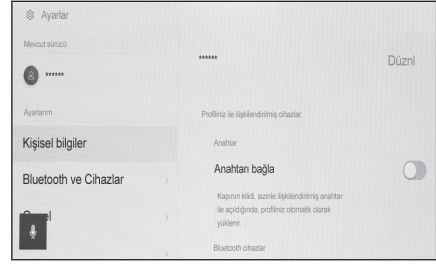 Ayarlar
Mevcut sürücü
******
Ayarlarım
Kişisel bilgiler
Bluetooth ve Cihazlar
******
Düznl
Profiliniz ile ilişkilendirilmiş cihazlar.
Anahtar
Anahtarı bağla
Kapının kilidi, sizinle ilişkilendirilmiş anahtar
ile açıldığında, profiliniz otomatik olarak
yüklenir.
Bluetooth cihazlar